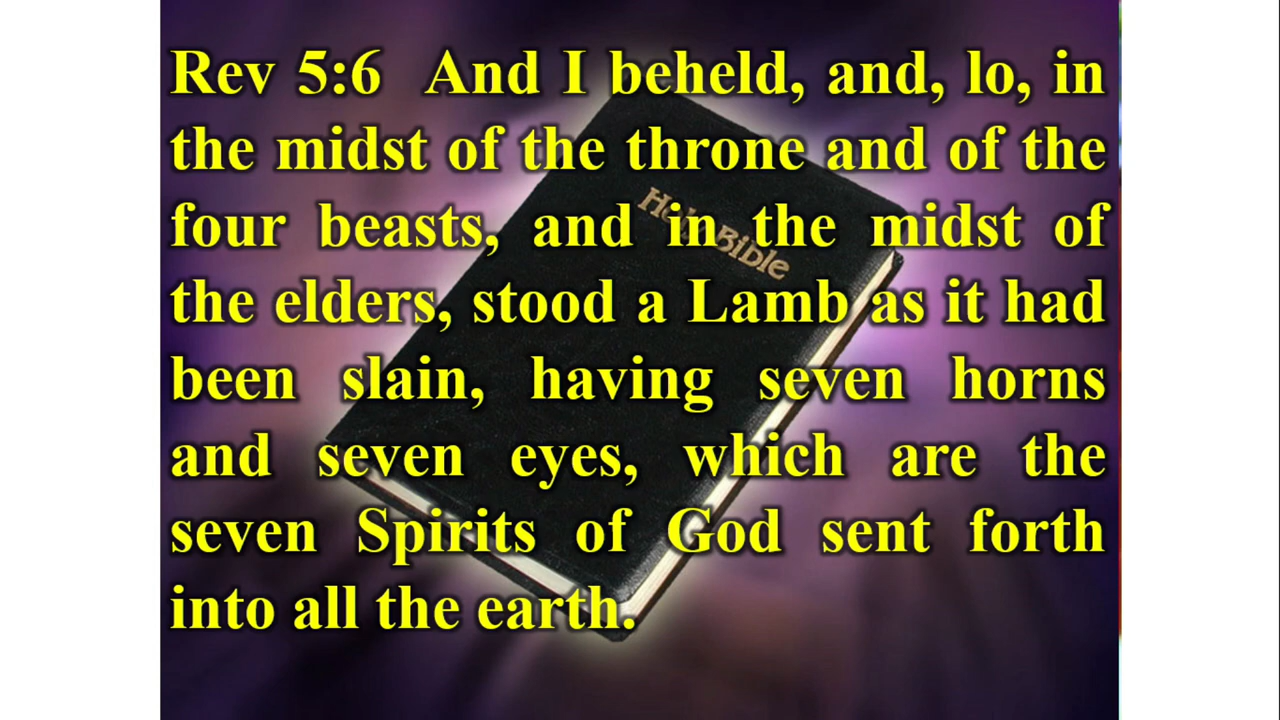 Rev 5:6 And I beheld, and, lo, in
the midst of the throne and of the
four beasts, and in the midst of
the elders, stood a Lamb as it had
been slain, having seven horns
and seven eyes, which are the
seven Spirits of God sent forth
into all the earth.
Holy Bible